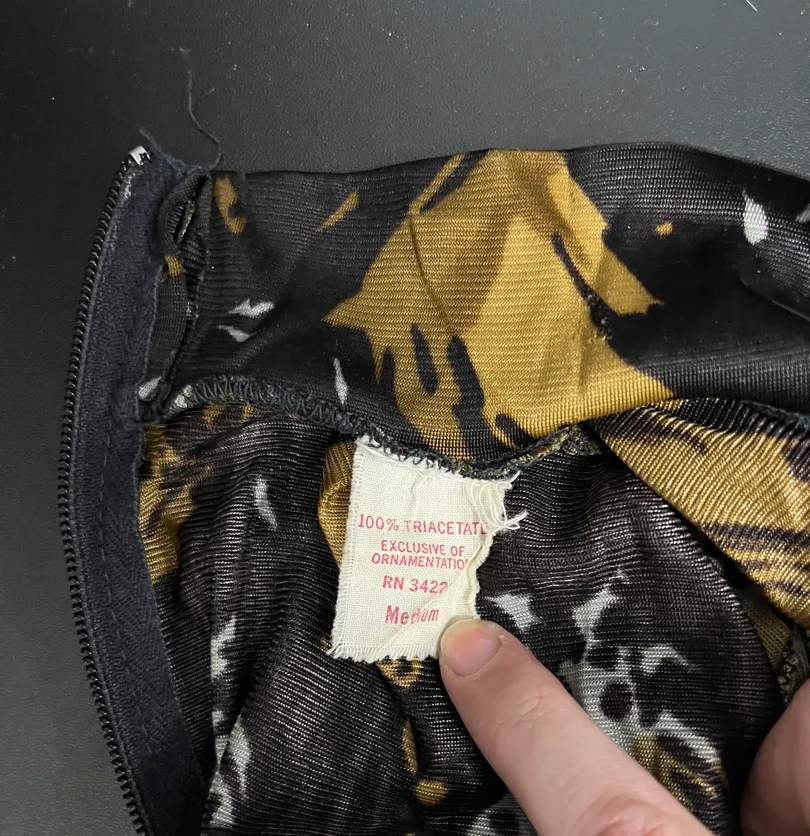 100% TRIACETATE
EXCLUSIVE OF
ORNAMENTATION
RN 3422
Medium